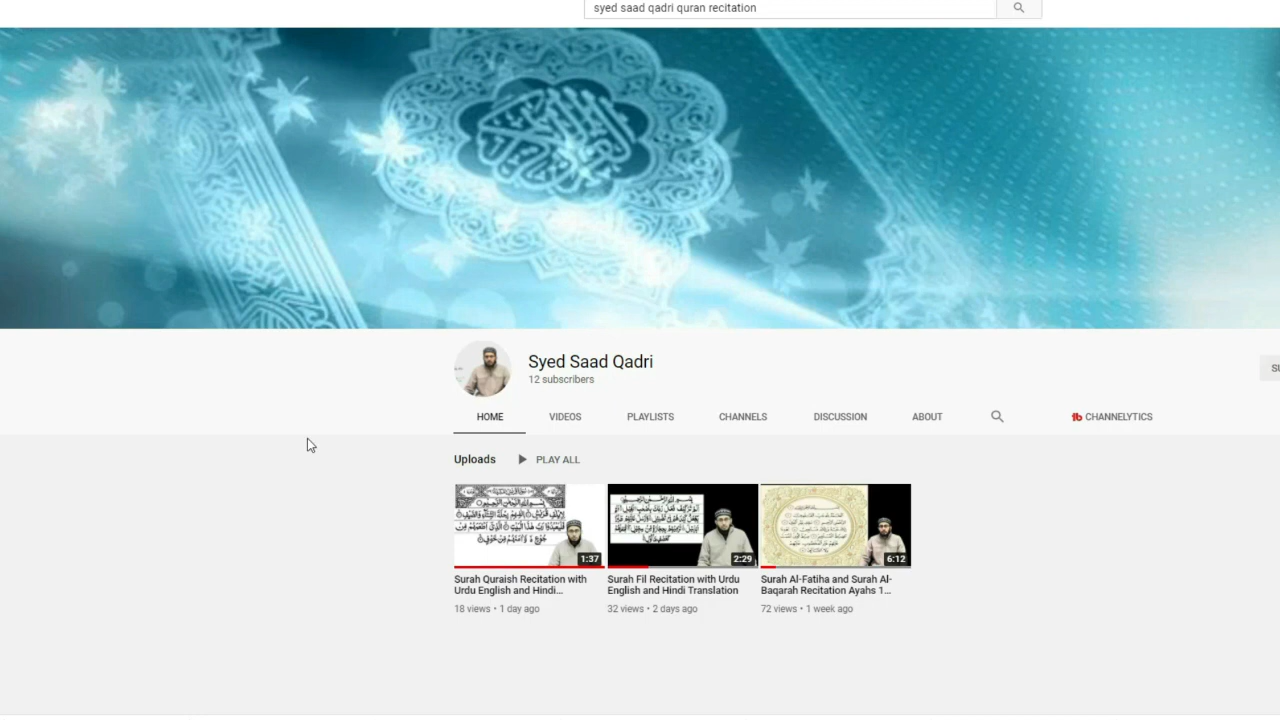 syed saad qadri quran recitation
Syed Saad Qadri
12 subscribers
HOME VIDEOS PLAYLISTS CHANNELS DISCUSSION ABOUT CHANNELYTICS
Uploads PLAY ALL
1:37 2:29 6:12
Surah Quraish Recitation with
Urdu English and Hindi...
18 views • 1 day ago
Surah Fil Recitation with Urdu
English and Hindi Translation
32 views • 2 days ago
Surah Al-Fatiha and Surah Al-
Baqarah Recitation Ayahs 1...
72 views • 1 week ago